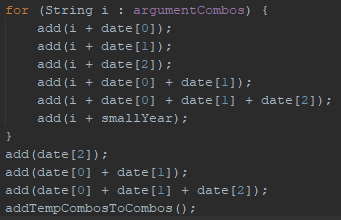 for (String i : argumentCombos) {
    add(i + date[0]);
    add(i + date[1]);
    add(i + date[2]);
    add(i + date[0] + date[1]);
    add(i + date[0] + date[1] + date[2]);
    add(i + smallYear);
}
add(date[2]);
add(date[0] + date[1]);
add(date[0] + date[1] + date[2]);
addTempCombosToCombos();